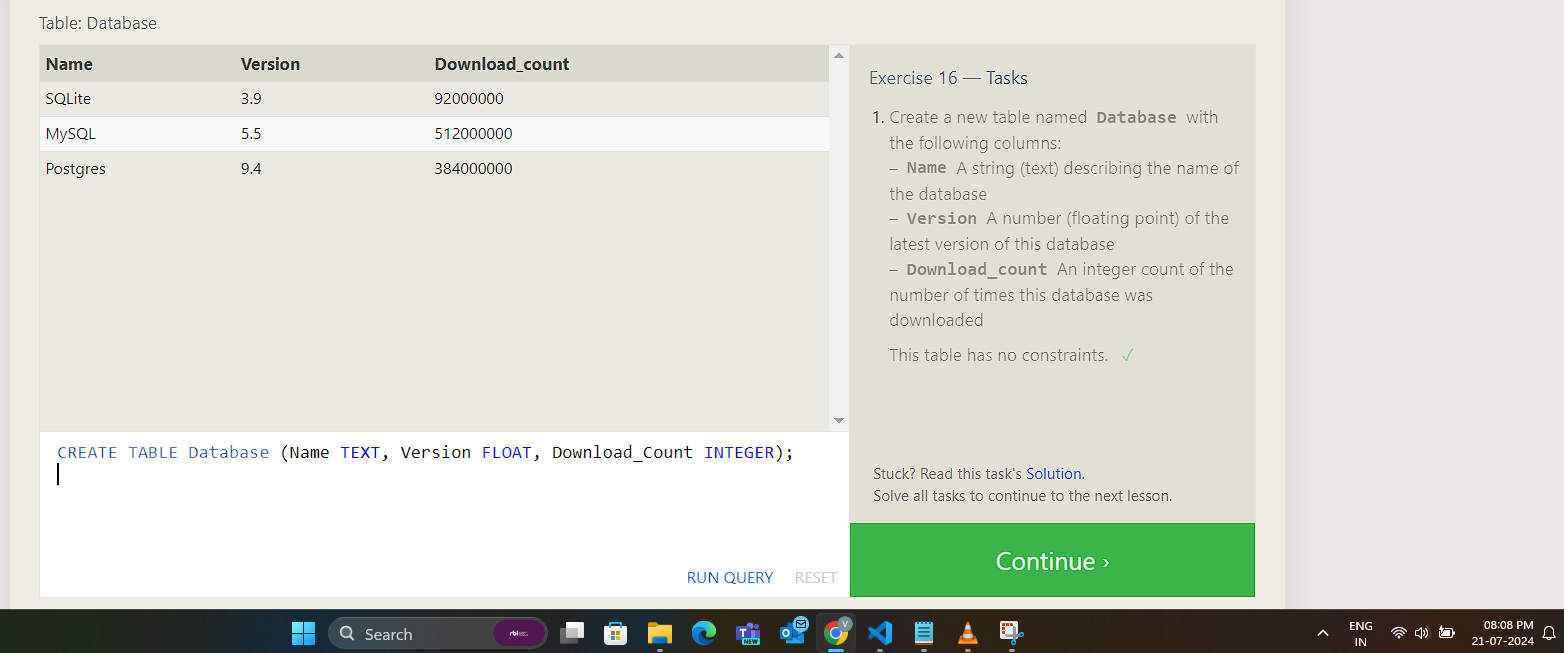 Table: Database
Name Version Download_count
SQLite 3.9 92000000
MySQL 5.5 512000000
Postgres 9.4 384000000
CREATE TABLE Database (Name TEXT, Version FLOAT, Download_Count INTEGER);
RUN QUERY RESET
Exercise 16 — Tasks
1. Create a new table named Database with
the following columns:
– Name A string (text) describing the name of
the database
– Version A number (floating point) of the
latest version of this database
– Download_count An integer count of the
number of times this database was
downloaded
This table has no constraints. ✓
Stuck? Read this task's Solution.
Solve all tasks to continue to the next lesson.
Continue ›
Search
rbi
NEW
V
ENG
IN
08:08 PM
21-07-2024